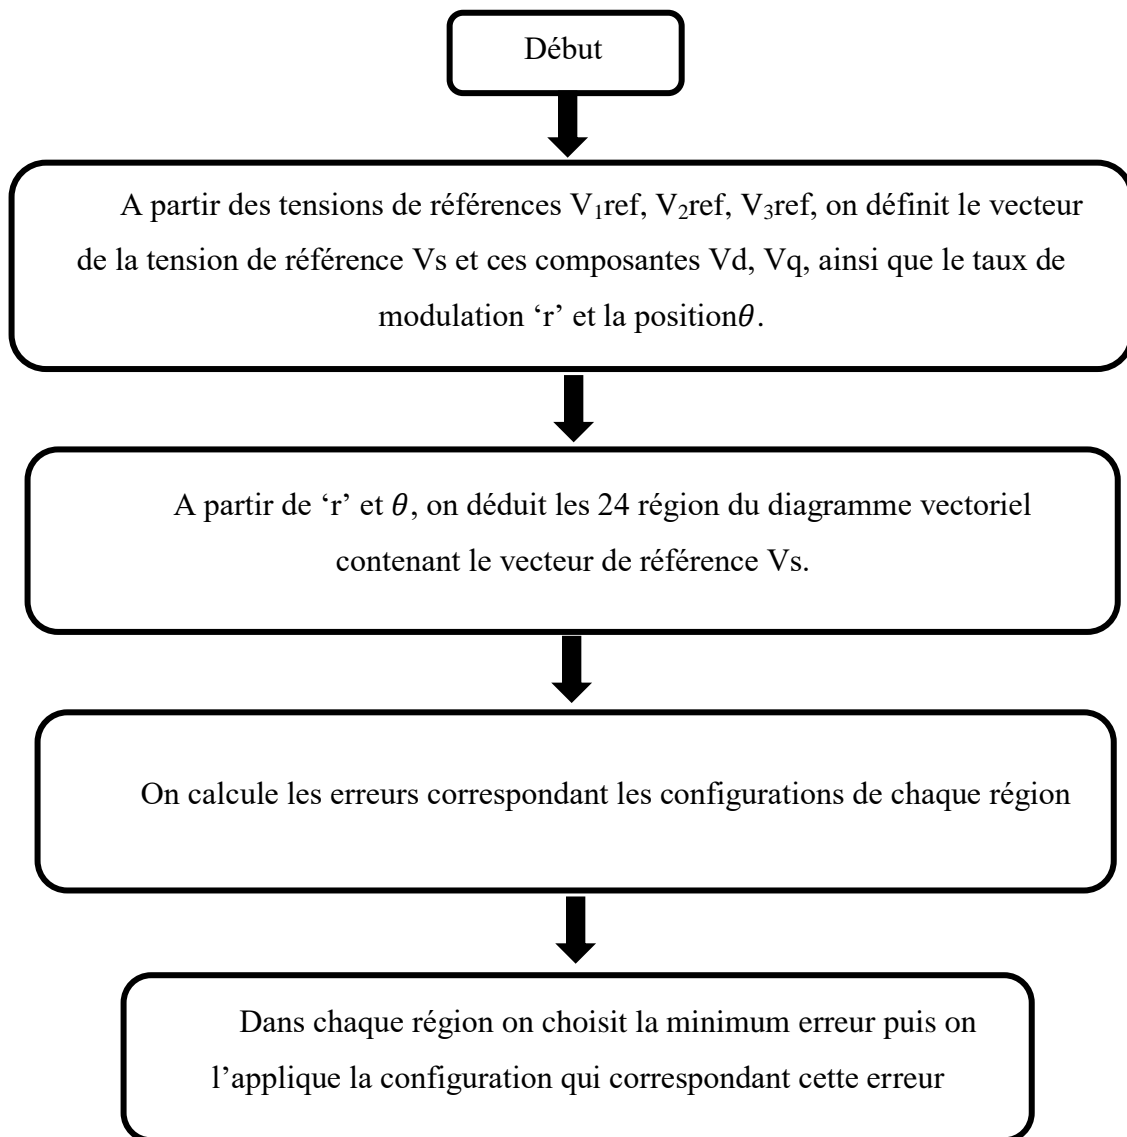 Début
A partir des tensions de références V₁ref, V₂ref, V₃ref, on définit le vecteur
de la tension de référence Vs et ces composantes Vd, Vq, ainsi que le taux de
modulation ‘r’ et la position𝜃.
A partir de ‘r’ et 𝜃, on déduit les 24 région du diagramme vectoriel
contenant le vecteur de référence Vs.
On calcule les erreurs correspondant les configurations de chaque région
Dans chaque région on choisit la minimum erreur puis on
l’applique la configuration qui correspondant cette erreur